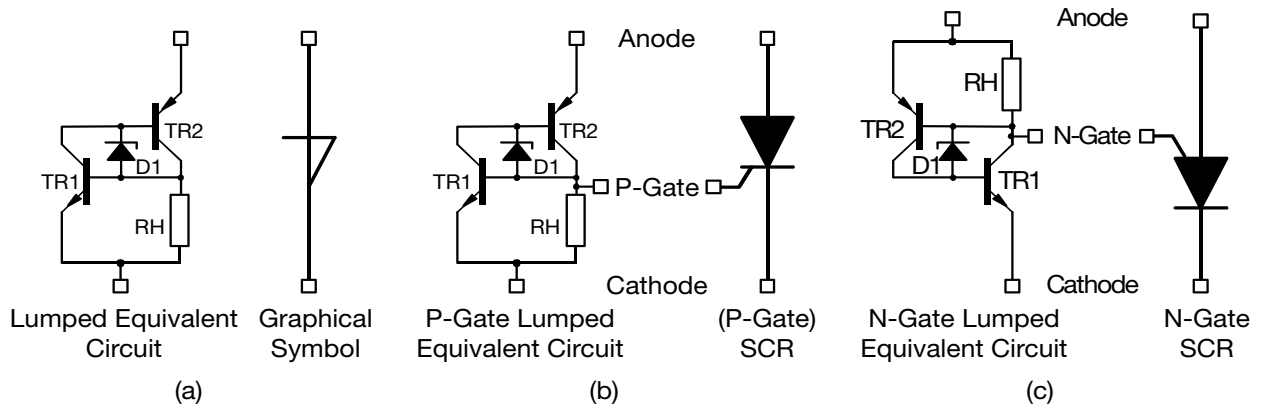 Anode
Anode
RH
TR2
TR2
TR2
N-Gate
D1
D1
D1
TR1
TR1
TR1
P-Gate
RH
RH
Cathode
Cathode
Lumped Equivalent
Circuit
Graphical
Symbol
P-Gate Lumped
Equivalent Circuit
(P-Gate)
SCR
N-Gate Lumped
Equivalent Circuit
N-Gate
SCR
(a)
(b)
(c)